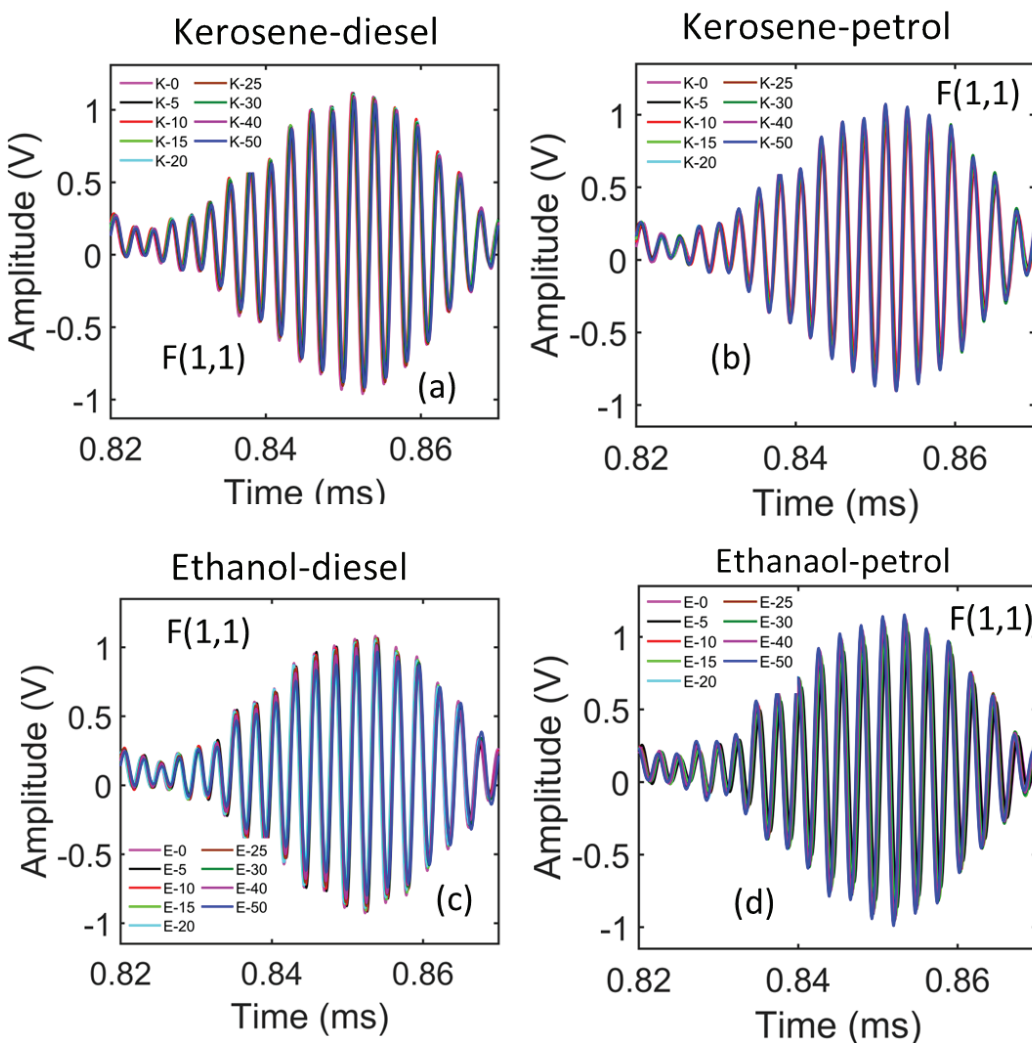 Kerosene-diesel
K-0 K-25
K-5 K-30
K-10 K-40
K-15 K-50
K-20
1
0.5
0
-0.5
-1
Amplitude (V)
F(1,1)
(a)
0.82 0.84 0.86
Time (ms)
Kerosene-petrol
K-0 K-25
K-5 K-30
K-10 K-40
K-15 K-50
K-20
F(1,1)
1
0.5
0
-0.5
-1
Amplitude (V)
(b)
0.82 0.84 0.86
Time (ms)
Ethanol-diesel
F(1,1)
1
0.5
0
-0.5
-1
Amplitude (V)
E-0 E-25
E-5 E-30
E-10 E-40
E-15 E-50
E-20
(c)
0.82 0.84 0.86
Time (ms)
Ethanaol-petrol
E-0 E-25
E-5 E-30
E-10 E-40
E-15 E-50
E-20
F(1,1)
1
0.5
0
-0.5
-1
Amplitude (V)
(d)
0.82 0.84 0.86
Time (ms)